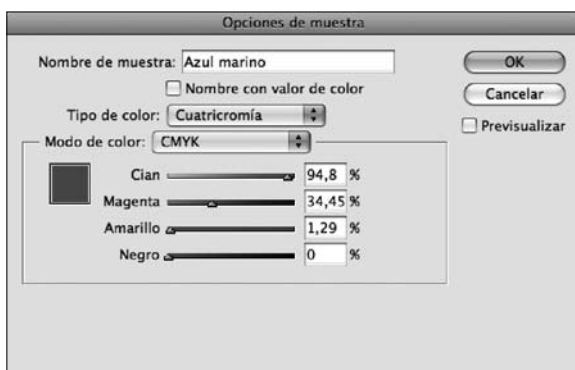 Opciones de muestra
Nombre de muestra: Azul marino
OK
Nombre con valor de color
Cancelar
Tipo de color: Cuatricromía
Previsualizar
Modo de color: CMYK
Cian 94,8 %
Magenta 34,45 %
Amarillo 1,29 %
Negro 0 %